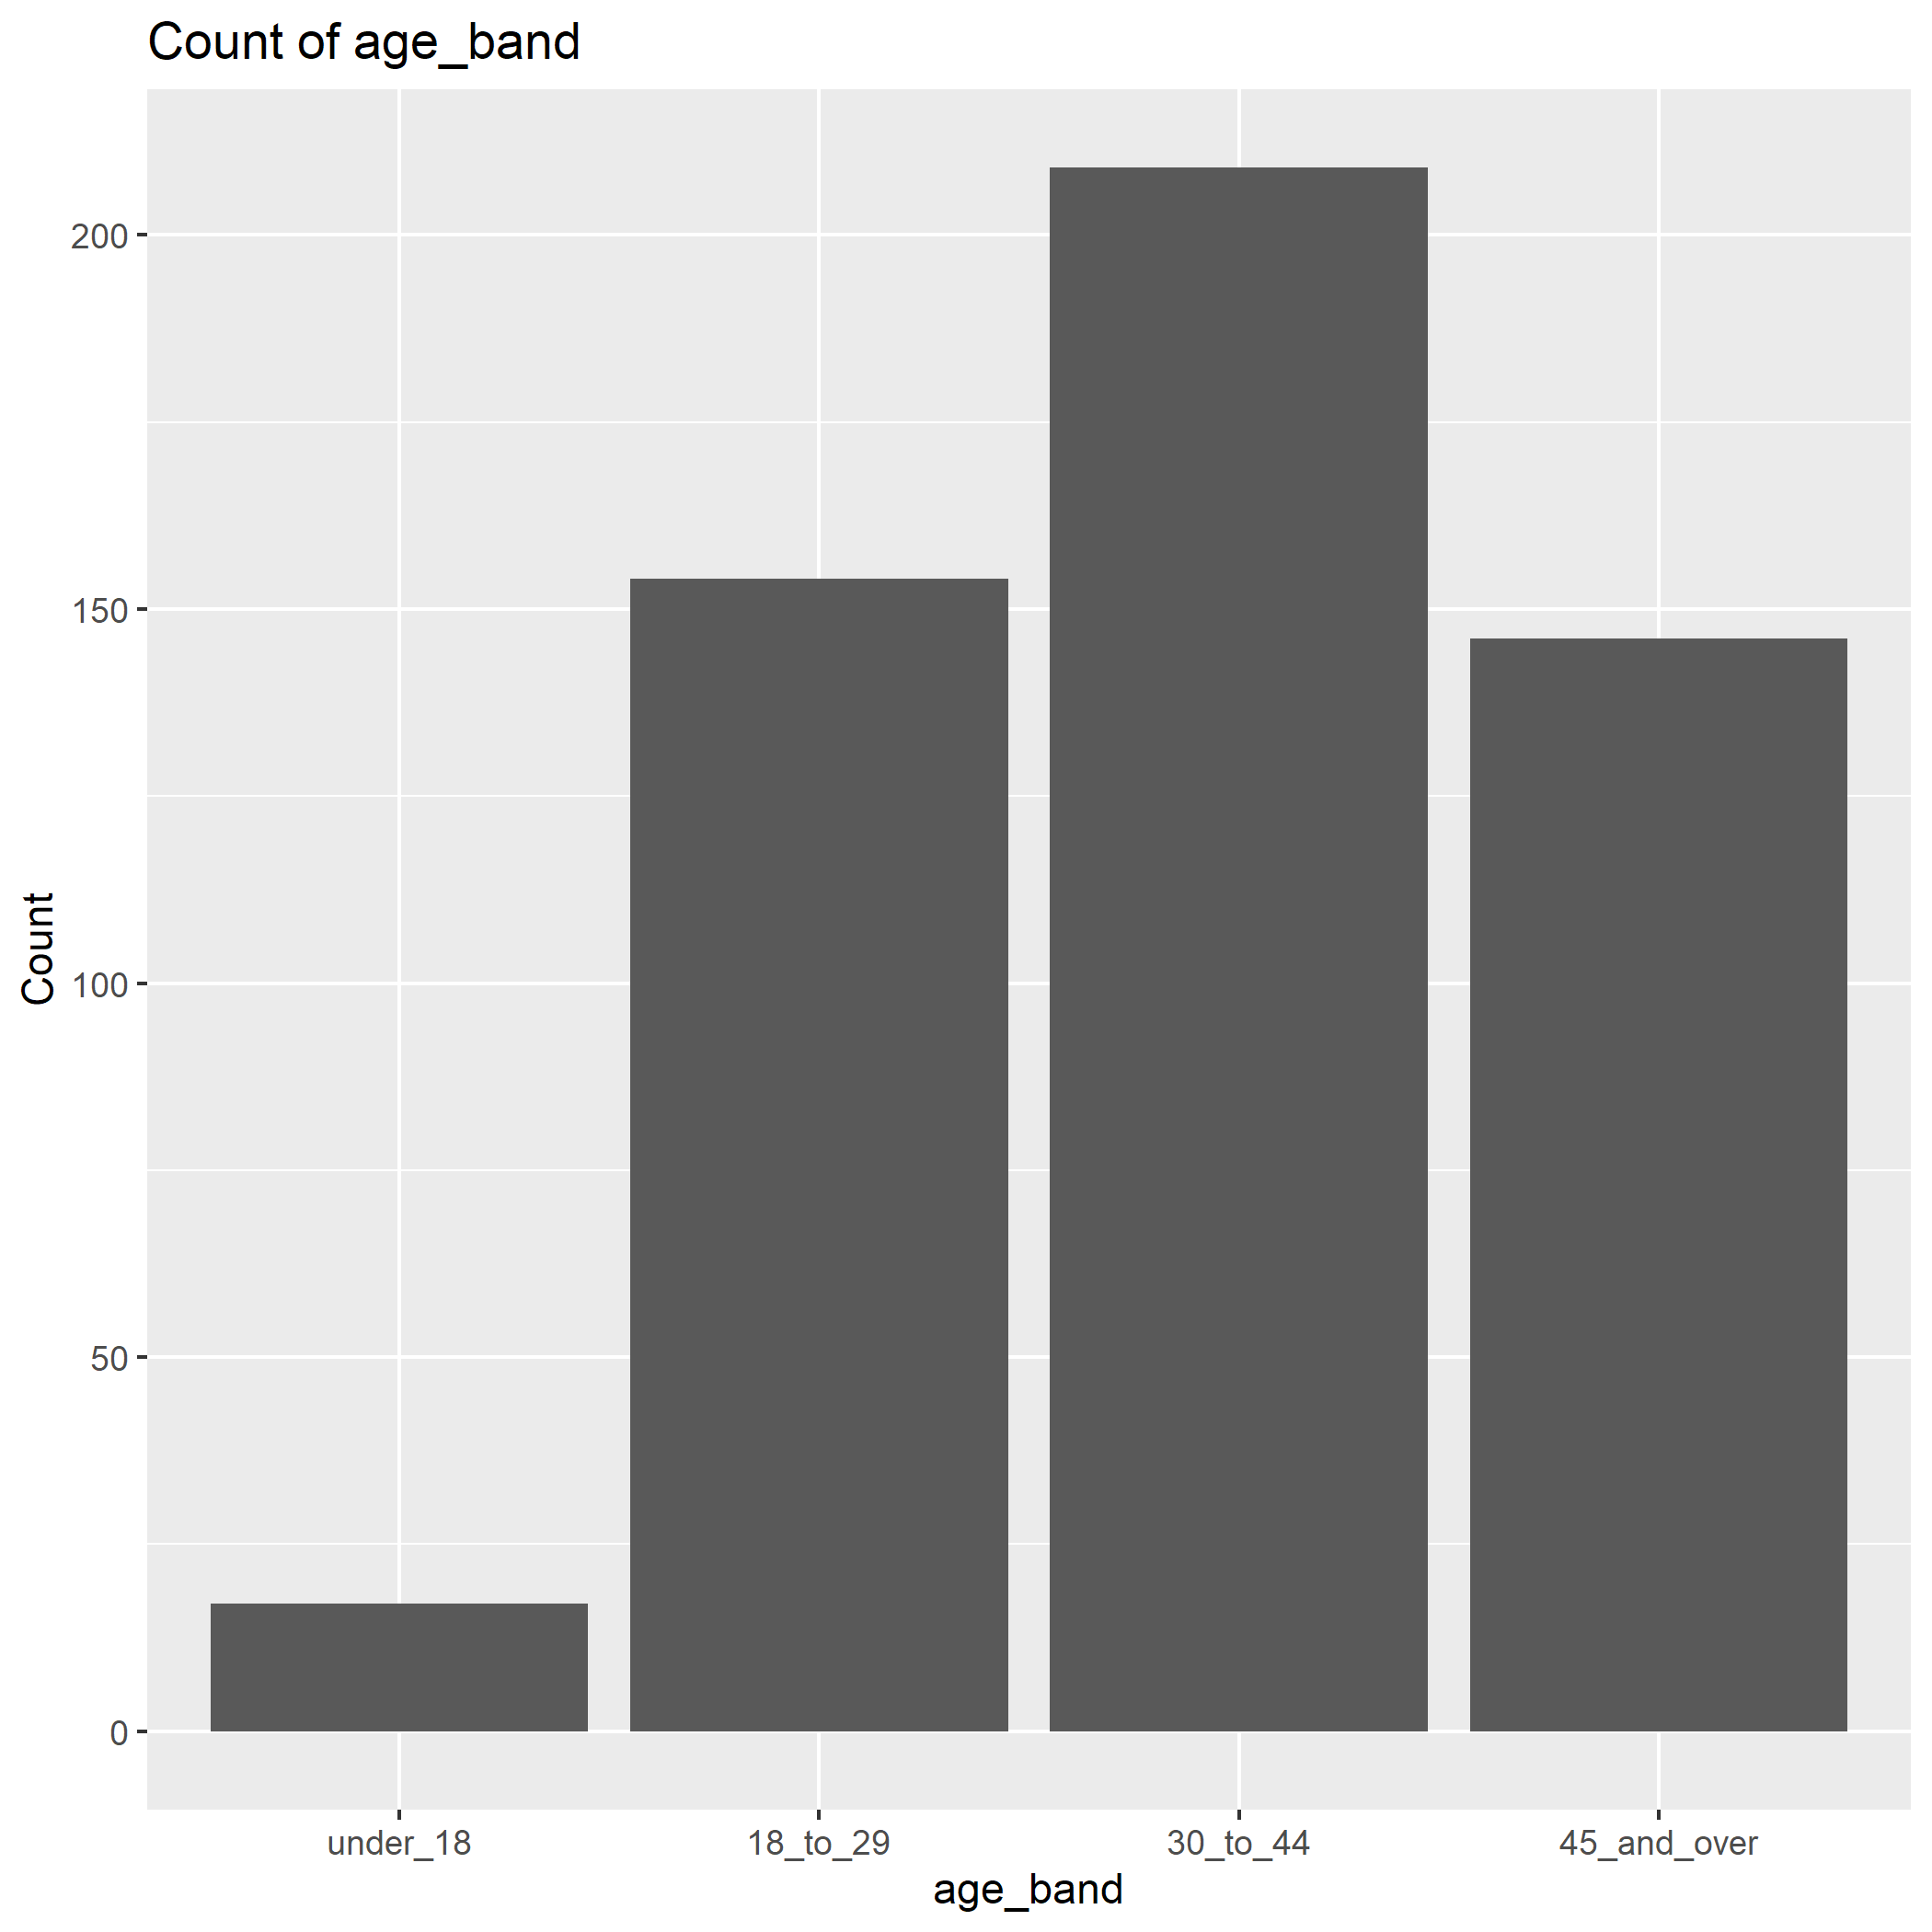 Count of age_band
Count
200
150
100
50
0
under_18
18_to_29
30_to_44
45_and_over
age_band